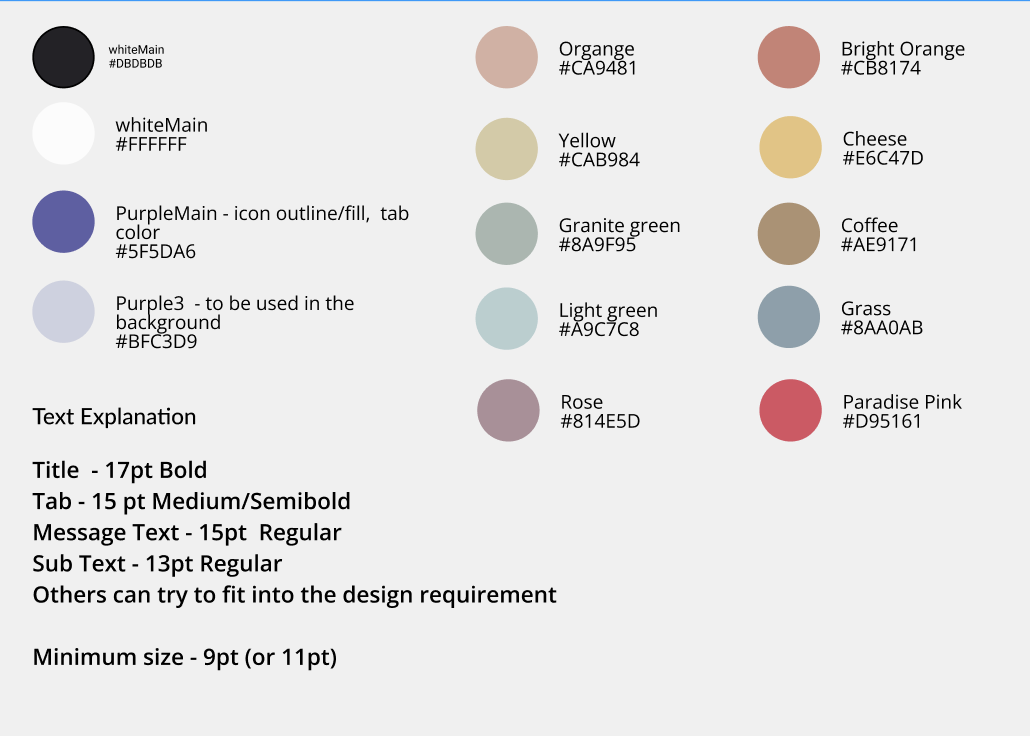 whiteMain
#DBDBDB
whiteMain
#FFFFFF
PurpleMain - icon outline/fill,  tab
color
#5F5DA6
Purple3  - to be used in the
background
#BFC3D9
Organge
#CA9481
Yellow
#CAB984
Granite green
#8A9F95
Light green
#A9C7C8
Rose
#814E5D
Bright Orange
#CB8174
Cheese
#E6C47D
Coffee
#AE9171
Grass
#8AA0AB
Paradise Pink
#D95161
Text Explanation
Title  - 17pt Bold
Tab - 15 pt Medium/Semibold
Message Text - 15pt  Regular
Sub Text - 13pt Regular
Others can try to fit into the design requirement
Minimum size - 9pt (or 11pt)